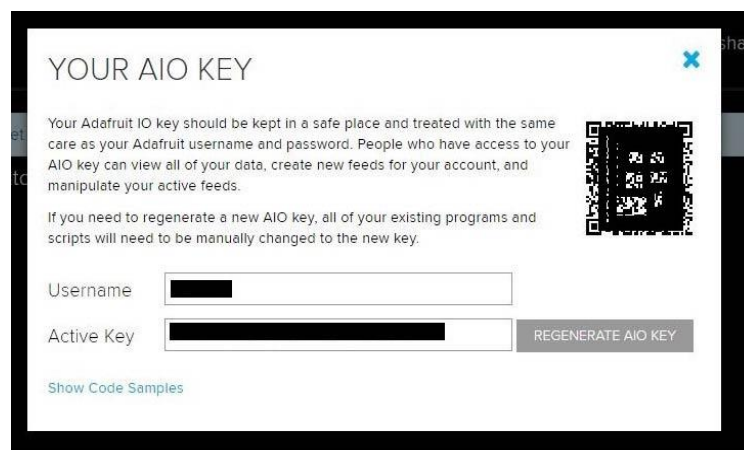 sha
YOUR AIO KEY
Your Adafruit IO key should be kept in a safe place and treated with the same
care as your Adafruit username and password. People who have access to your
AIO key can view all of your data, create new feeds for your account, and
manipulate your active feeds.
If you need to regenerate a new AIO key, all of your existing programs and
scripts will need to be manually changed to the new key.
Username
Active Key
REGENERATE AIO KEY
Show Code Samples